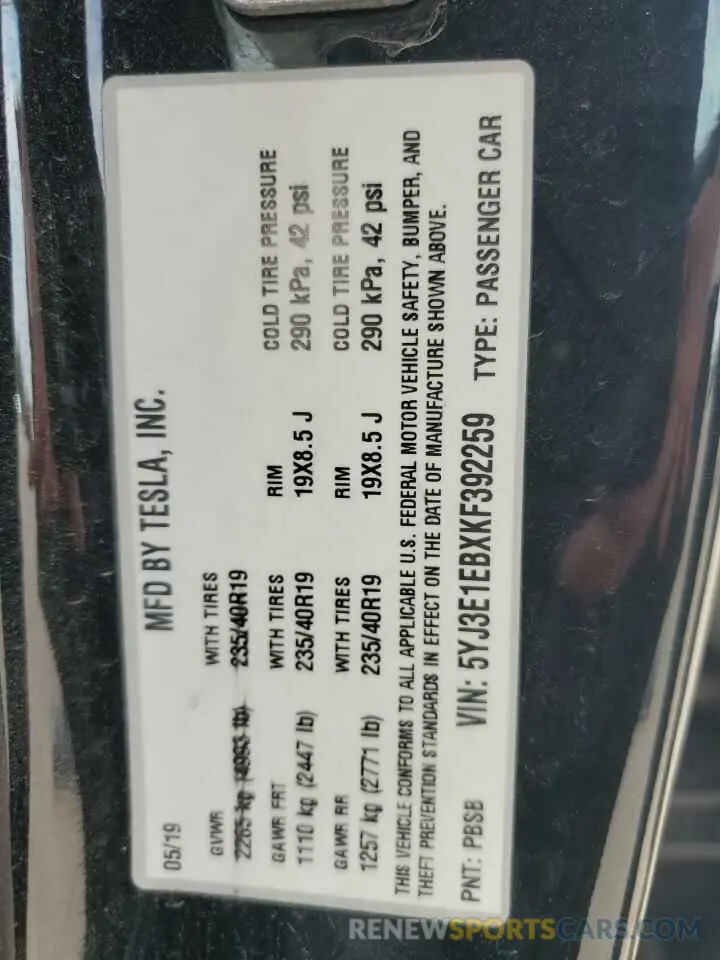 MFD BY TESLA, INC.
05/19
GVWR WITH TIRES
2265 kg (4993 lb) 235/40R19
GAWR FRT WITH TIRES RIM COLD TIRE PRESSURE
1110 kg (2447 lb) 235/40R19 19X8.5 J 290 kPa, 42 psi
GAWR RR WITH TIRES RIM COLD TIRE PRESSURE
1257 kg (2771 lb) 235/40R19 19X8.5 J 290 kPa, 42 psi
THIS VEHICLE CONFORMS TO ALL APPLICABLE U.S. FEDERAL MOTOR VEHICLE SAFETY, BUMPER, AND
THEFT PREVENTION STANDARDS IN EFFECT ON THE DATE OF MANUFACTURE SHOWN ABOVE.
PNT: PBSB VIN: 5YJ3E1EBXKF392259 TYPE: PASSENGER CAR
RENEWSPORTSCARS.COM